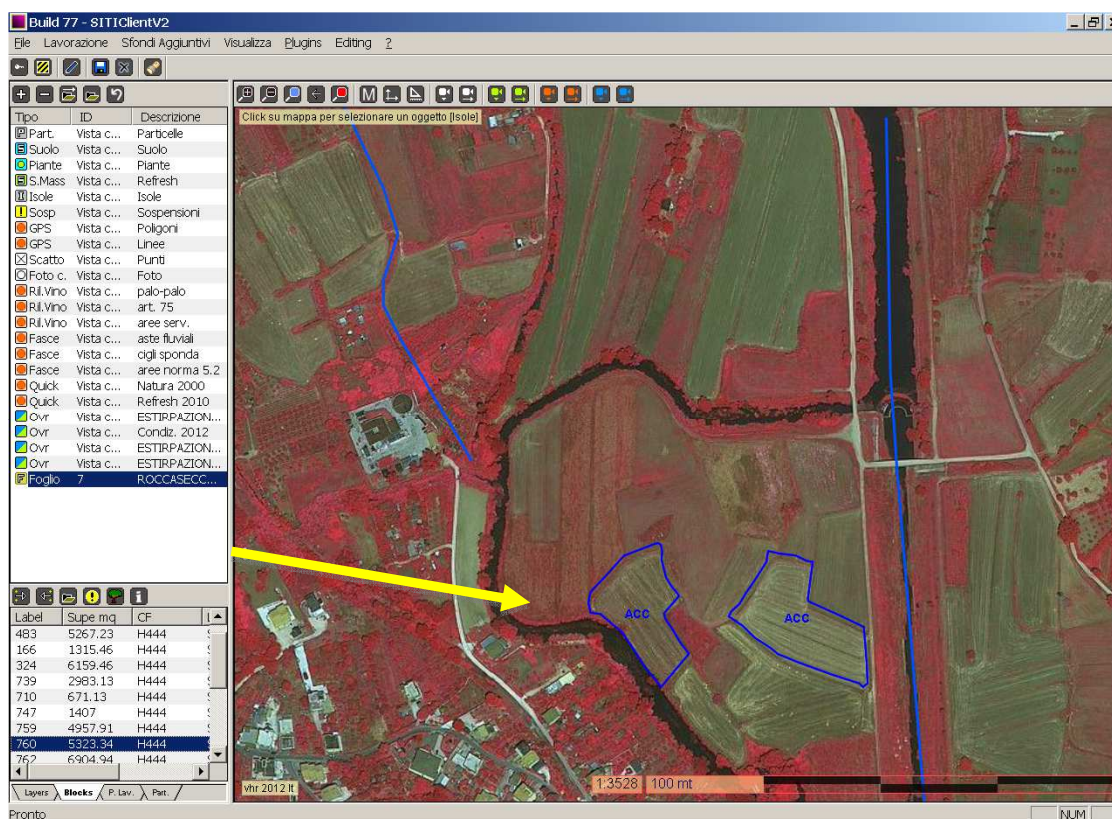 Build 77 - SITIClientV2
File Lavorazione Sfondi Aggiuntivi Visualizza Plugins Editing ?
Tipo ID Descrizione
Part. Vista c... Particelle
Suolo Vista c... Suolo
Piante Vista c... Piante
S.Mass Vista c... Refresh
Isole Vista c... Isole
Sosp Vista c... Sospensioni
GPS Vista c... Poligoni
GPS Vista c... Linee
Scatto Vista c... Punti
Foto c. Vista c... Foto
Ril.Vino Vista c... palo-palo
Ril.Vino Vista c... art. 75
Ril.Vino Vista c... aree serv.
Fasce Vista c... aste fluviali
Fasce Vista c... cigli sponda
Fasce Vista c... aree norma 5.2
Quick Vista c... Natura 2000
Quick Vista c... Refresh 2010
Ovr Vista c... ESTIRPAZION...
Ovr Vista c... Condiz. 2012
Ovr Vista c... ESTIRPAZION...
Ovr Vista c... ESTIRPAZION...
Foglio 7 ROCCASECC...
Label Supe mq CF
483 5267.23 H444
166 1315.46 H444
324 6159.46 H444
739 2983.13 H444
710 671.13 H444
747 1407 H444
759 4957.91 H444
760 5323.34 H444
762 6904.94 H444
Layers Blocks P. Lav. Part.
Pronto
M
Click su mappa per selezionare un oggetto [Isole]
ACC
ACC
vhr 2012 lt
1:3528 100 mt
NUM